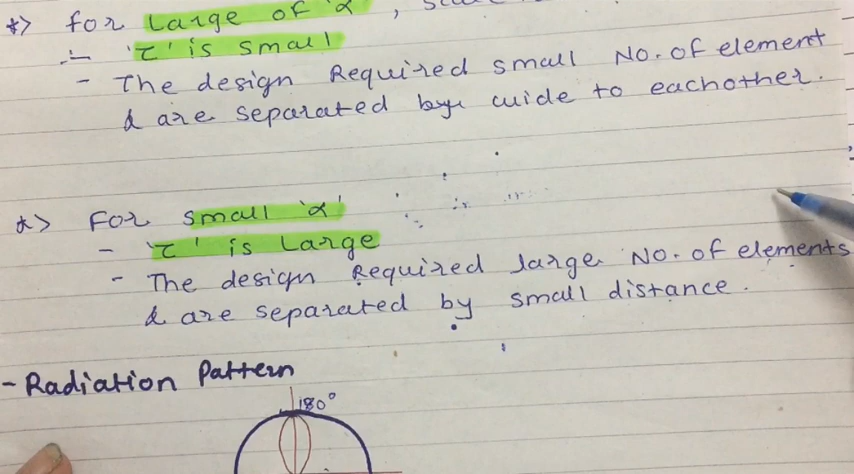 *> for Large of 'α',
∴ 'τ' is small
- The design Required small No. of element
& are separated by wide to eachother.
*> For small 'α'
- 'τ' is Large
- The design Required large No. of elements
& are separated by small distance.
- Radiation Pattern
180°